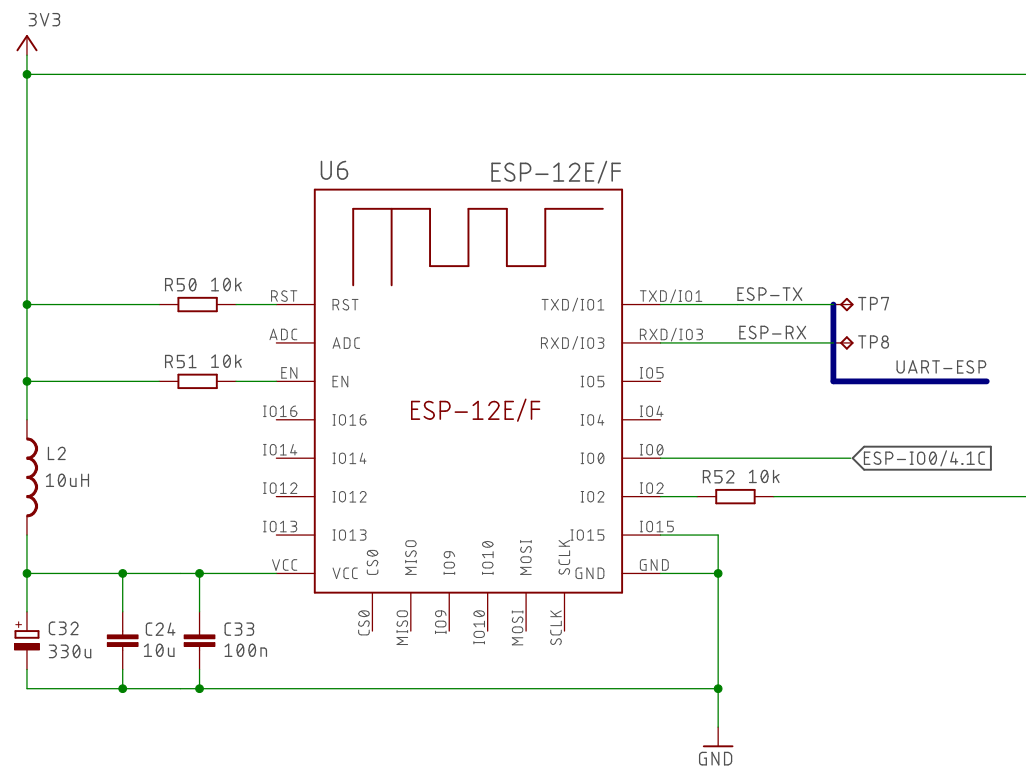 3V3
U6
ESP-12E/F
R50 10k
RST
RST
TXD/IO1
TXD/IO1
ESP-TX
TP7
ADC
ADC
RXD/IO3
RXD/IO3
ESP-RX
TP8
R51 10k
EN
EN
IO5
IO5
UART-ESP
ESP-12E/F
IO16
IO16
IO4
IO4
L2
10uH
IO14
IO14
IO0
IO0
ESP-IO0/4.1C
R52 10k
IO12
IO12
IO2
IO2
IO13
IO13
IO15
IO15
VCC
VCC
CS0
MISO
IO9
IO10
MOSI
SCLK
GND
GND
CS0
MISO
IO9
IO10
MOSI
SCLK
+
C32
330u
C24
10u
C33
100n
GND